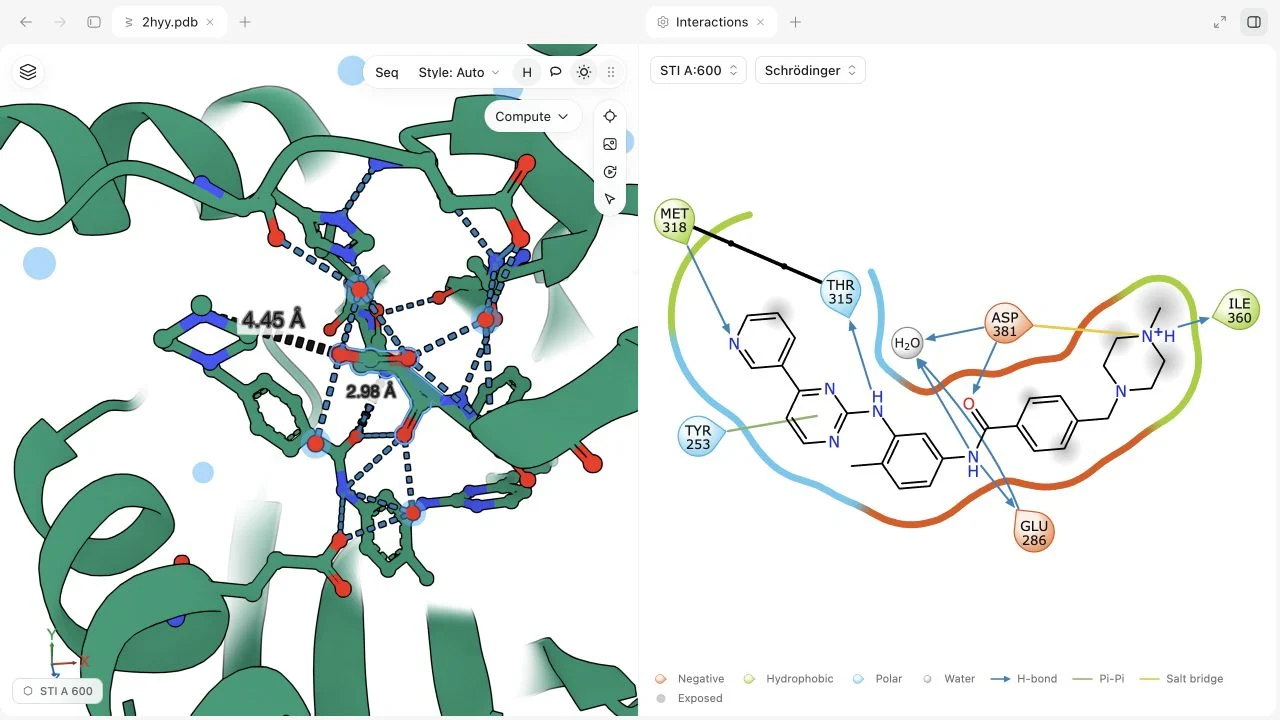 2hyy.pdb
Interactions
Seq Style: Auto H
Compute
4.45 Å
2.98 Å
Y
X
STI A 600
STI A:600
Schrödinger
MET
318
THR
315
ASP
381
ILE
360
H₂O
TYR
253
GLU
286
N
N
N
H
N
O
N
H
N
N⁺H
Negative Hydrophobic Polar Water H-bond Pi-Pi Salt bridge
Exposed